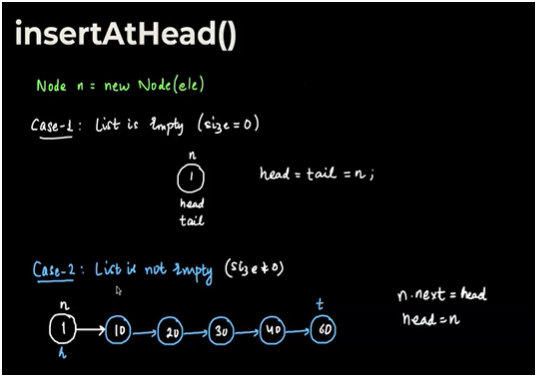 insertAtHead()
Node n = new Node(ele)
Case-1 : List is Empty (size = 0)
n
1
head = tail = n ;
head
tail
Case-2 : List is not Empty (size ≠ 0)
n
t
1 10 20 30 40 60
h
n.next = head
head = n